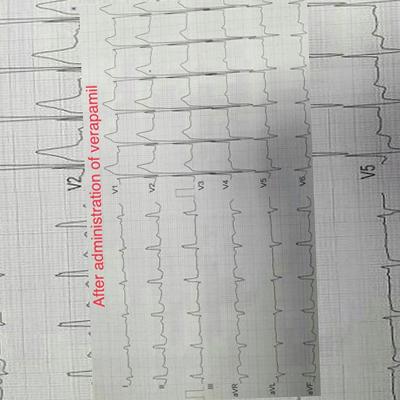 After administration of verapamil
V2
V1
V2
V3
V4
V5
V6
V5
I
II
III
aVR
aVL
aVF